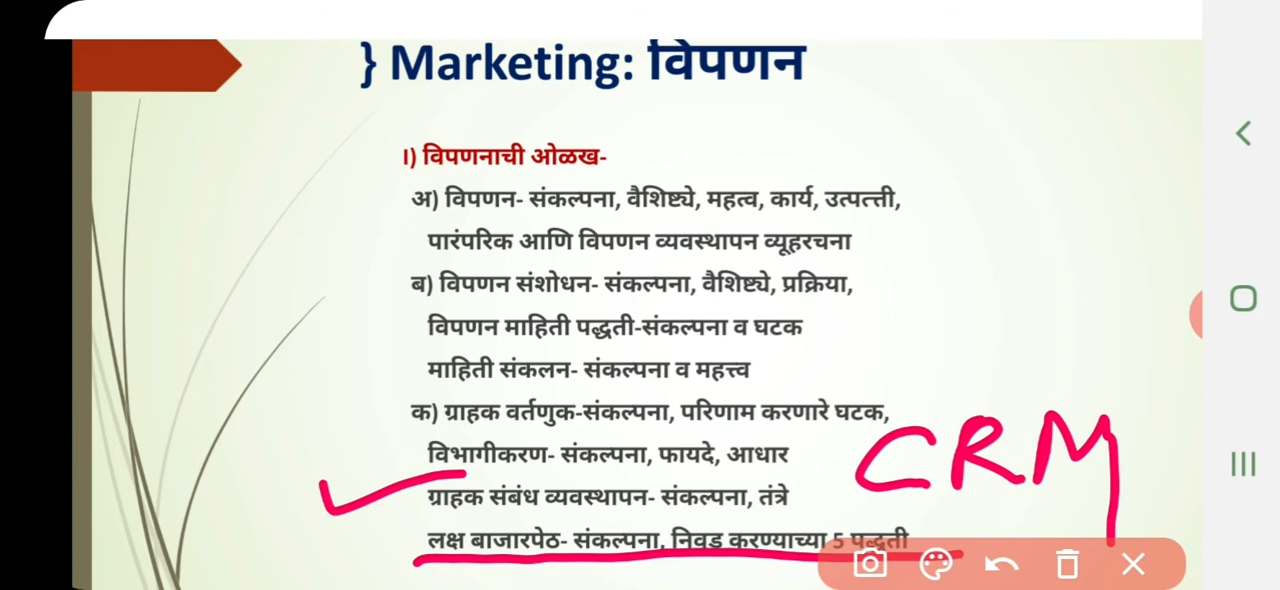 } Marketing: विपणन
I) विपणनाची ओळख-
अ) विपणन- संकल्पना, वैशिष्ट्ये, महत्व, कार्य, उत्पत्ती,
पारंपरिक आणि विपणन व्यवस्थापन व्यूहरचना
ब) विपणन संशोधन- संकल्पना, वैशिष्ट्ये, प्रक्रिया,
विपणन माहिती पद्धती-संकल्पना व घटक
माहिती संकलन- संकल्पना व महत्त्व
क) ग्राहक वर्तणुक-संकल्पना, परिणाम करणारे घटक,
विभागीकरण- संकल्पना, फायदे, आधार
CRM
ग्राहक संबंध व्यवस्थापन- संकल्पना, तंत्रे
लक्ष बाजारपेठ- संकल्पना, निवड करण्याच्या 5 पद्धती